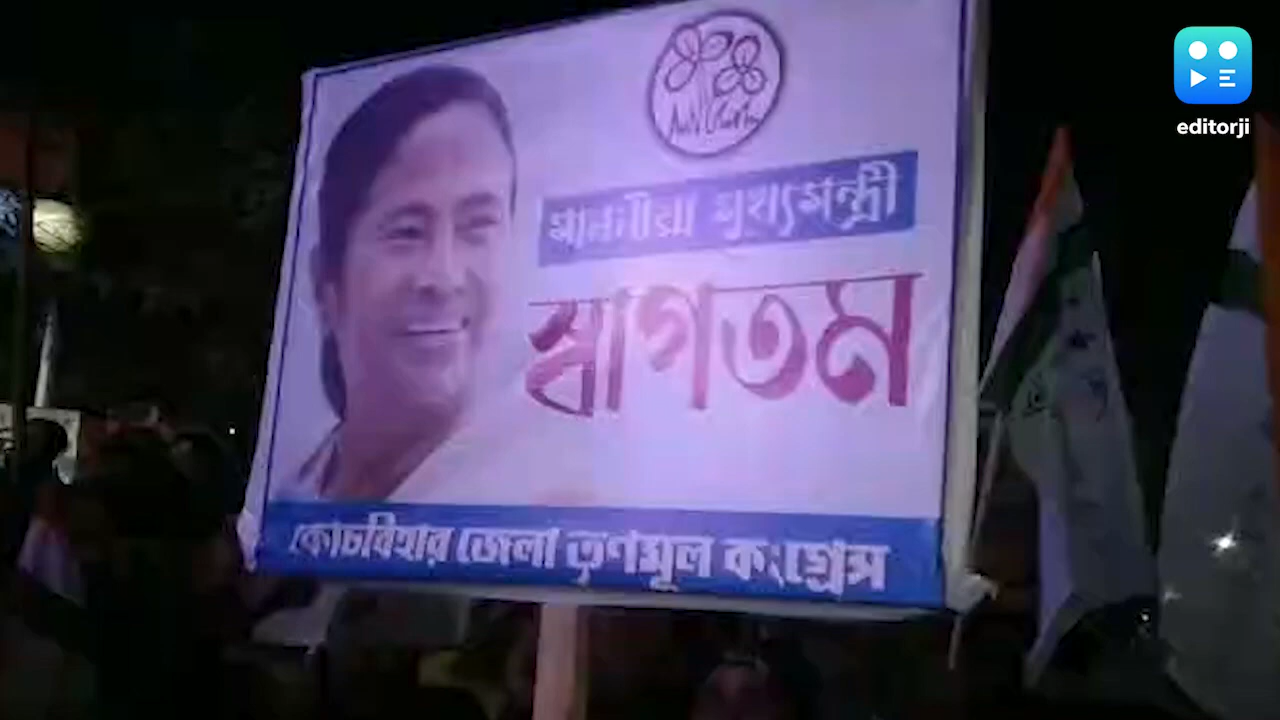 editorji
মাননীয়া মুখ্যমন্ত্রী
স্বাগতম
কোচবিহার জেলা তৃণমূল কংগ্রেস